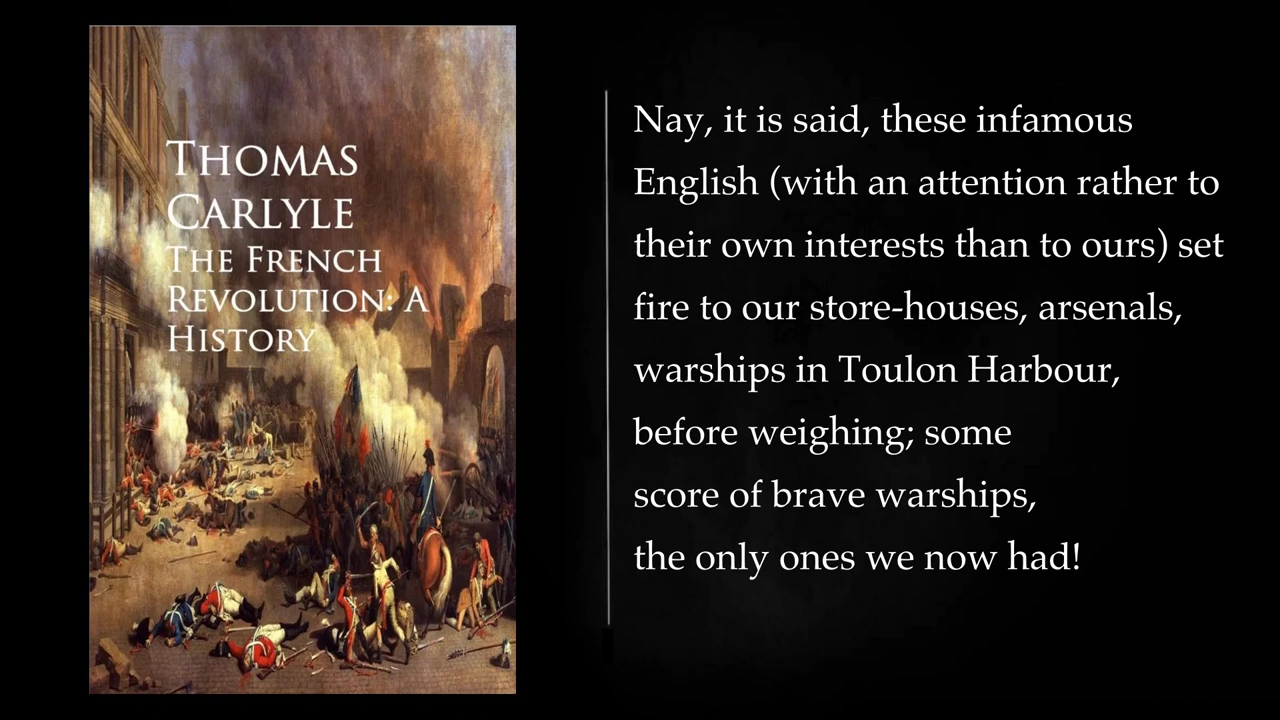 THOMAS
CARLYLE
THE FRENCH
REVOLUTION: A
HISTORY
Nay, it is said, these infamous
English (with an attention rather to
their own interests than to ours) set
fire to our store-houses, arsenals,
warships in Toulon Harbour,
before weighing; some
score of brave warships,
the only ones we now had!